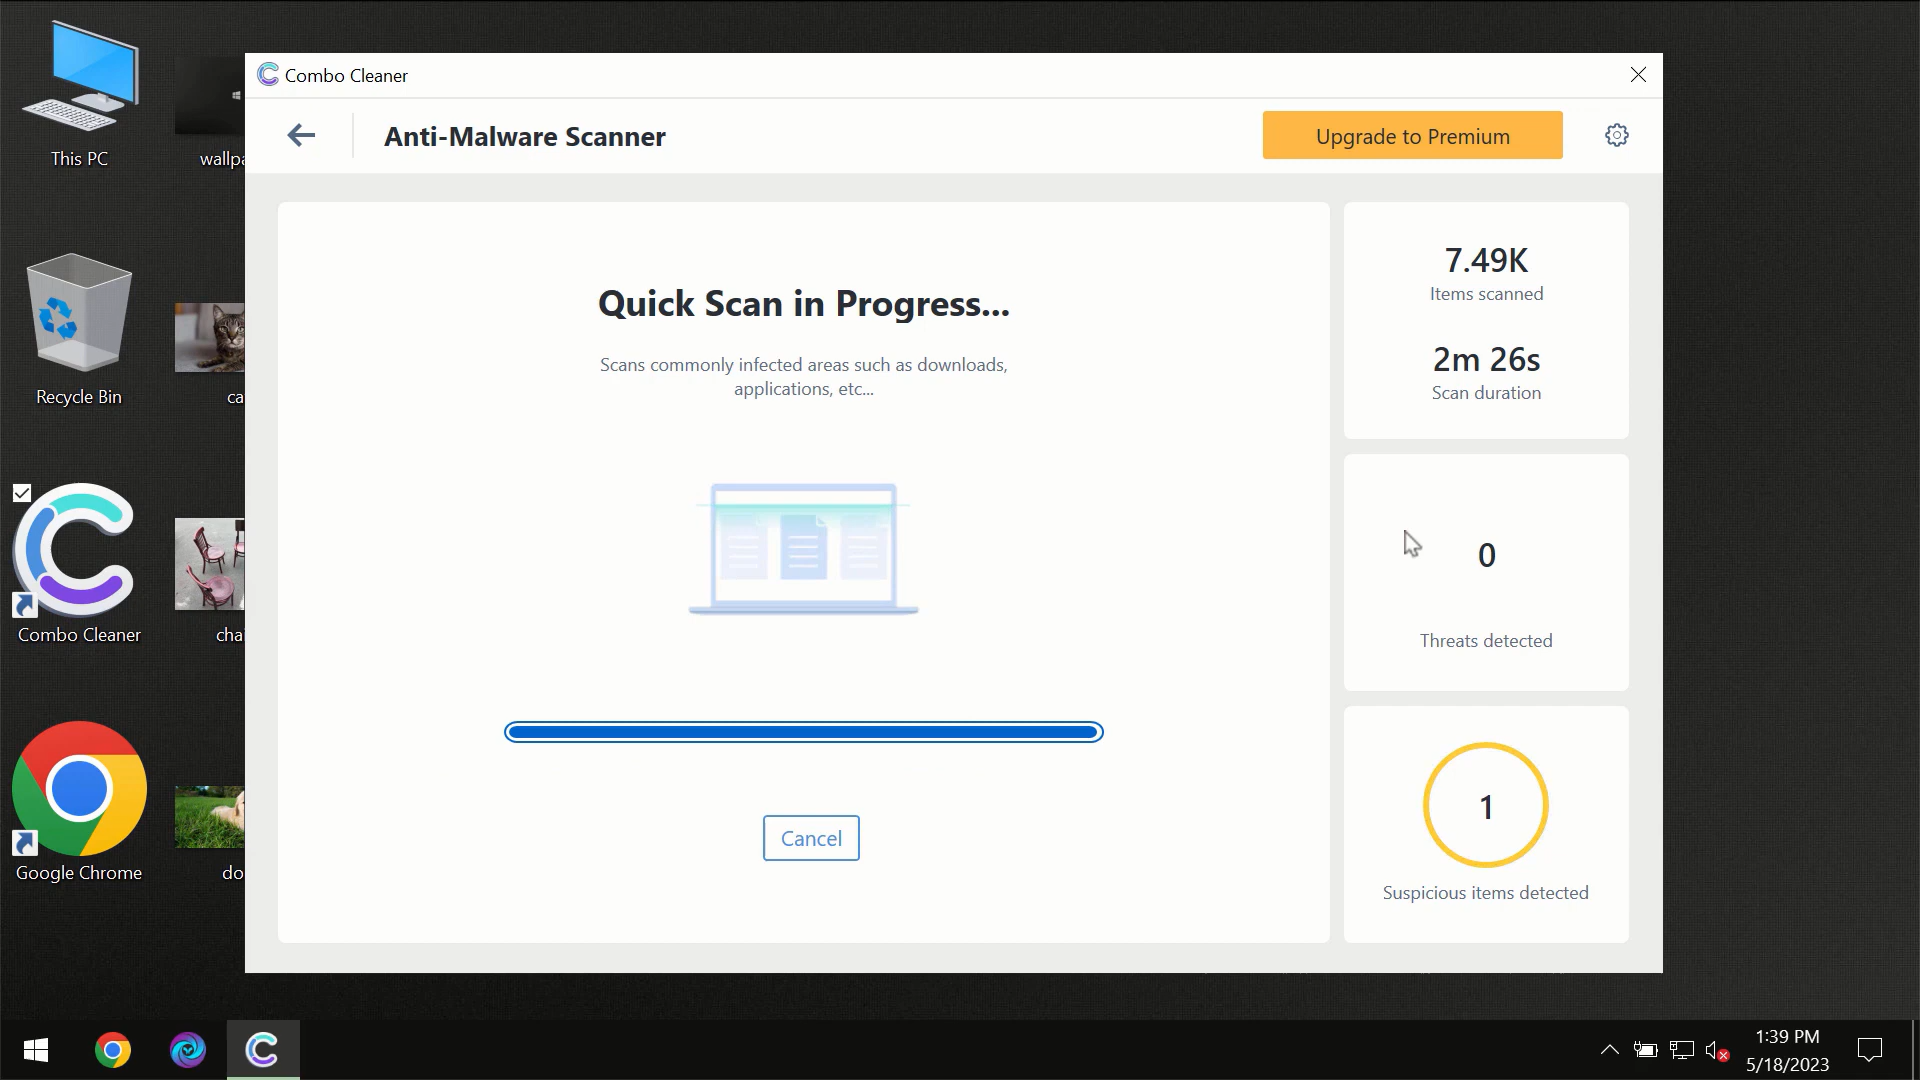 This PC
wallpa
Recycle Bin
ca
Combo Cleaner
chai
Google Chrome
do
Combo Cleaner
Anti-Malware Scanner
Upgrade to Premium
Quick Scan in Progress...
Scans commonly infected areas such as downloads,
applications, etc...
Cancel
7.49K
Items scanned
2m 26s
Scan duration
0
Threats detected
1
Suspicious items detected
1:39 PM
5/18/2023